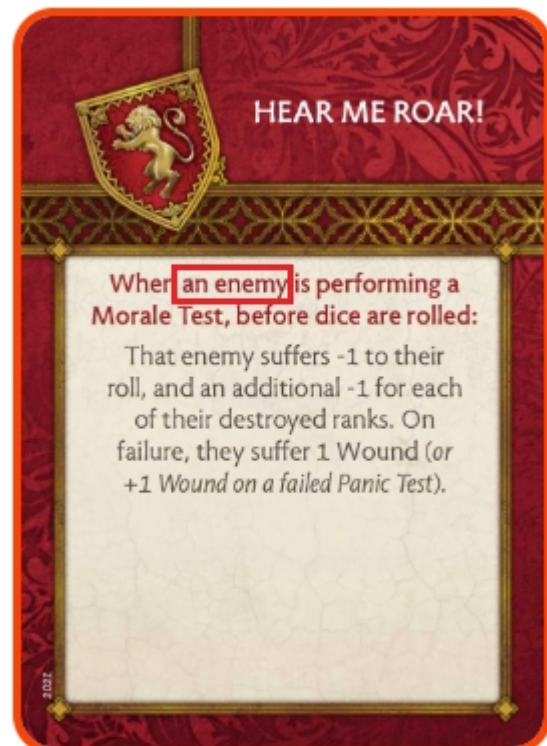 HEAR ME ROAR!
When an enemy is performing a
Morale Test, before dice are rolled:
That enemy suffers -1 to their
roll, and an additional -1 for each
of their destroyed ranks. On
failure, they suffer 1 Wound (or
+1 Wound on a failed Panic Test).
2021